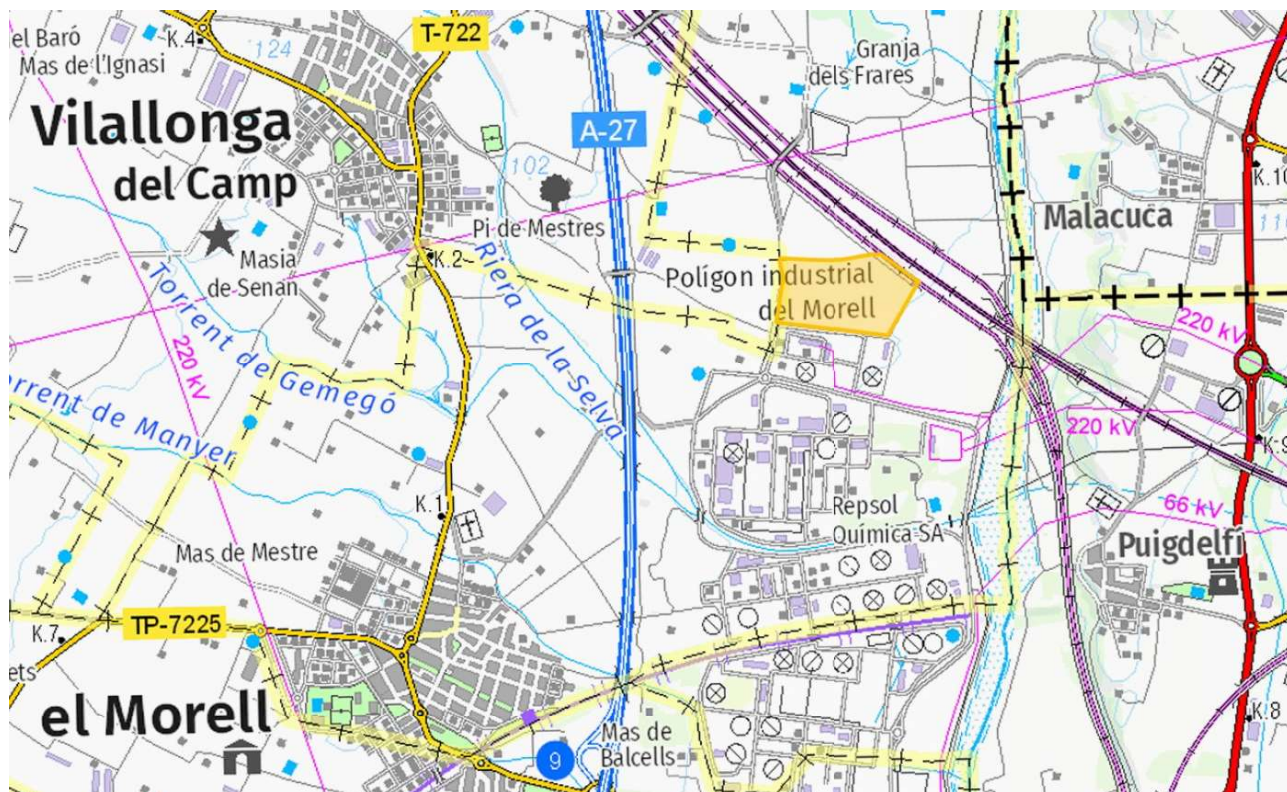 el Baró
Mas de l'Ignasi
K.4
124
T-722
Granja
dels Frares
A-27
Vilallonga
del Camp
102
Pi de Mestres
Malacuca
K.10
Masia
de Senan
K.2
Polígon industrial
del Morell
Torrent de Gemegó
Riera de la Selva
220 kV
220 kV
orrent de Manyer
220 kV
K.9
K.1
Repsol
Química SA
66 kV
Puigdelfí
Mas de Mestre
TP-7225
K.7
ets
el Morell
Mas de
Balcells
9
K.8